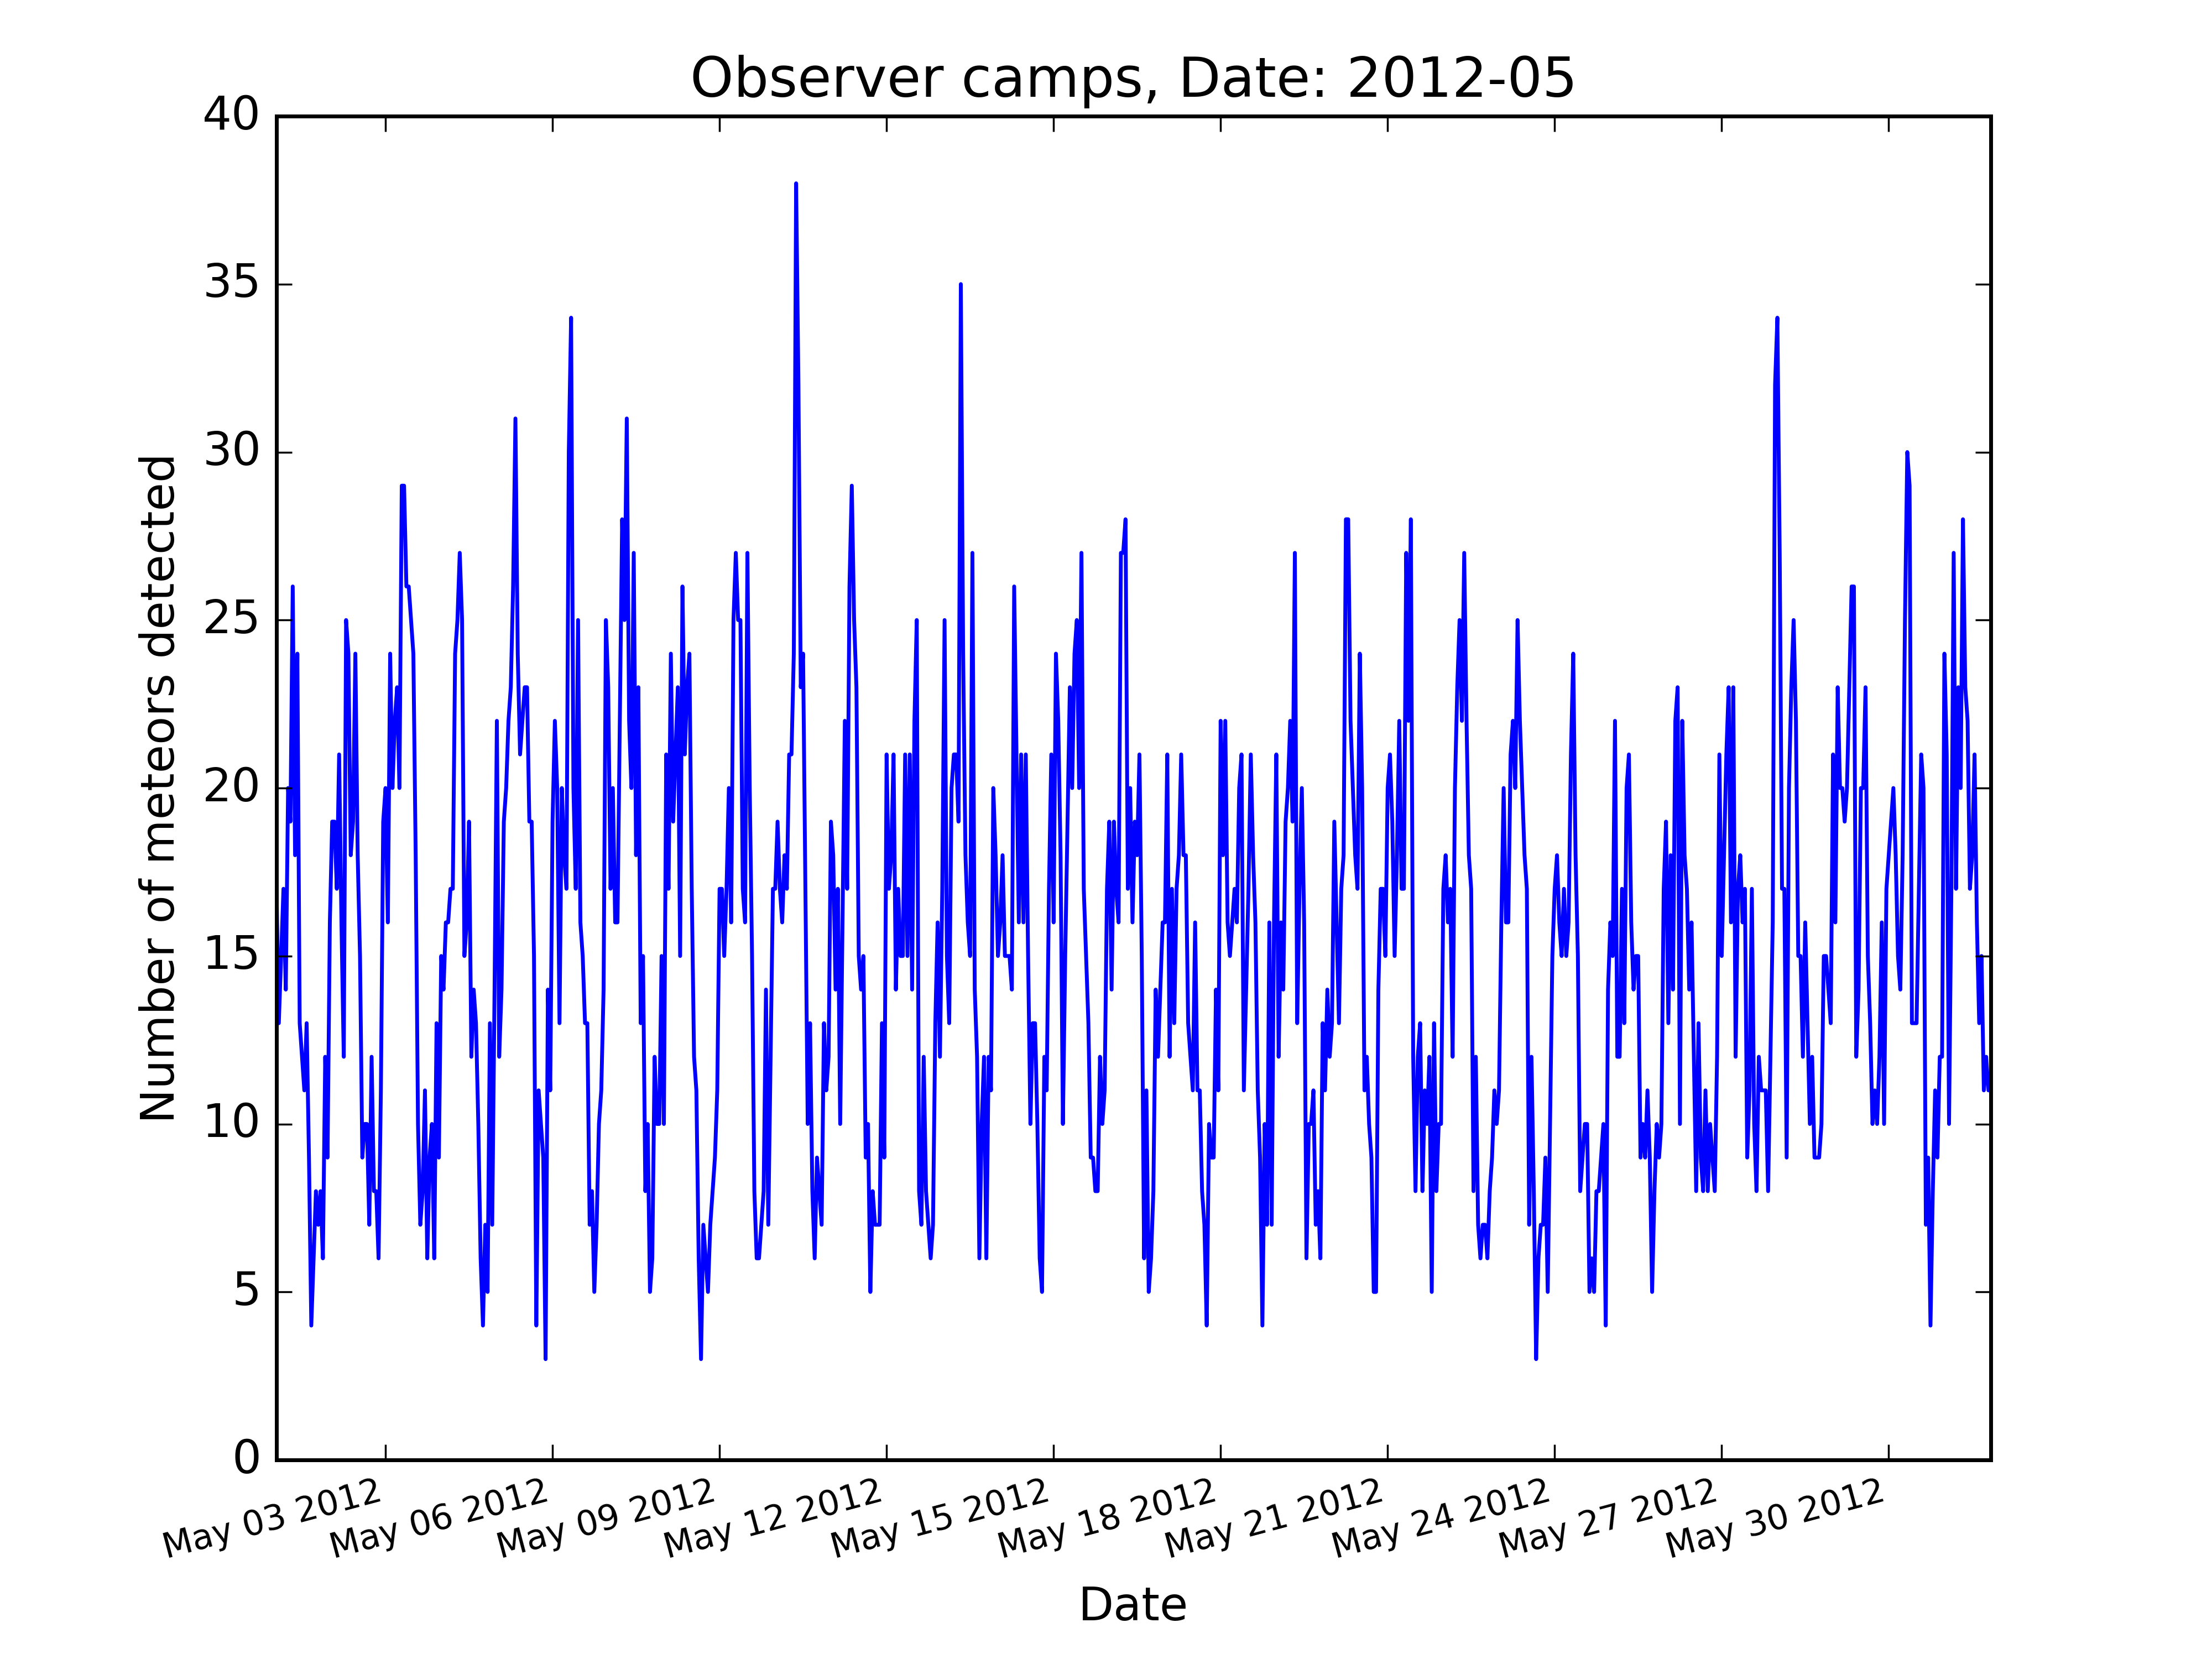 Observer camps, Date: 2012-05
Number of meteors detected
40
35
30
25
20
15
10
5
0
May 03 2012
May 06 2012
May 09 2012
May 12 2012
May 15 2012
May 18 2012
May 21 2012
May 24 2012
May 27 2012
May 30 2012
Date